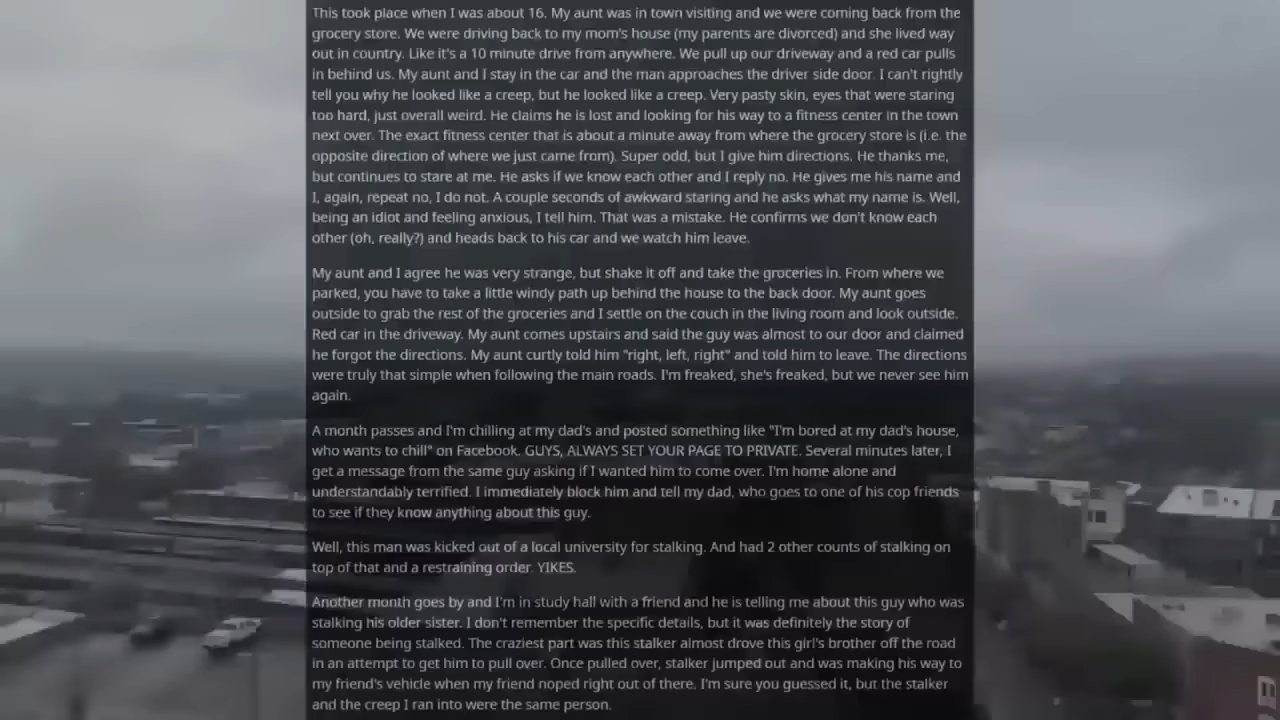 This took place when I was about 16. My aunt was in town visiting and we were coming back from the
grocery store. We were driving back to my mom's house (my parents are divorced) and she lived way
out in country. Like it's a 10 minute drive from anywhere. We pull up our driveway and a red car pulls
in behind us. My aunt and I stay in the car and the man approaches the driver side door. I can't rightly
tell you why he looked like a creep, but he looked like a creep. Very pasty skin, eyes that were staring
too hard, just overall weird. He claims he is lost and looking for his way to a fitness center in the town
next over. The exact fitness center that is about a minute away from where the grocery store is (i.e. the
opposite direction of where we just came from). Super odd, but I give him directions. He thanks me,
but continues to stare at me. He asks if we know each other and I reply no. He gives me his name and
I, again, repeat no, I do not. A couple seconds of awkward staring and he asks what my name is. Well,
being an idiot and feeling anxious, I tell him. That was a mistake. He confirms we don't know each
other (oh, really?) and heads back to his car and we watch him leave.
My aunt and I agree he was very strange, but shake it off and take the groceries in. From where we
parked, you have to take a little windy path up behind the house to the back door. My aunt goes
outside to grab the rest of the groceries and I settle on the couch in the living room and look outside.
Red car in the driveway. My aunt comes upstairs and said the guy was almost to our door and claimed
he forgot the directions. My aunt curtly told him "right, left, right" and told him to leave. The directions
were truly that simple when following the main roads. I'm freaked, she's freaked, but we never see him
again.
A month passes and I'm chilling at my dad's and posted something like "I'm bored at my dad's house,
who wants to chill" on Facebook. GUYS, ALWAYS SET YOUR PAGE TO PRIVATE. Several minutes later, I
get a message from the same guy asking if I wanted him to come over. I'm home alone and
understandably terrified. I immediately block him and tell my dad, who goes to one of his cop friends
to see if they know anything about this guy.
Well, this man was kicked out of a local university for stalking. And had 2 other counts of stalking on
top of that and a restraining order. YIKES.
Another month goes by and I'm in study hall with a friend and he is telling me about this guy who was
stalking his older sister. I don't remember the specific details, but it was definitely the story of
someone being stalked. The craziest part was this stalker almost drove this girl's brother off the road
in an attempt to get him to pull over. Once pulled over, stalker jumped out and was making his way to
my friend's vehicle when my friend noped right out of there. I'm sure you guessed it, but the stalker
and the creep I ran into were the same person.